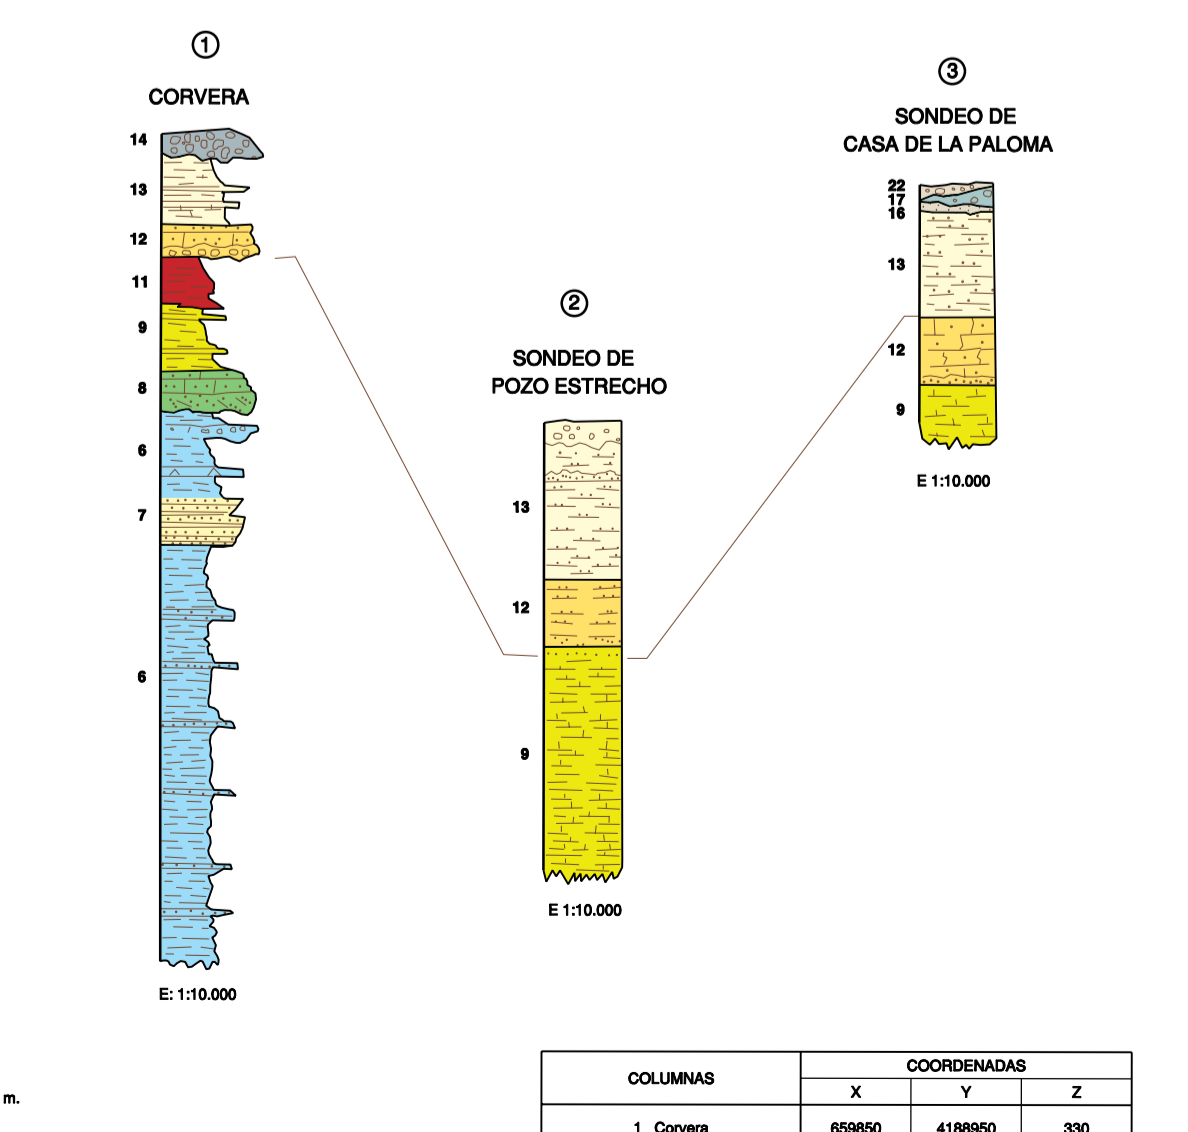 ①
CORVERA
14
13
12
11
9
8
6
7
6
E: 1:10.000
②
SONDEO DE
POZO ESTRECHO
13
12
9
E 1:10.000
③
SONDEO DE
CASA DE LA PALOMA
22
17
16
13
12
9
E 1:10.000
m.
COLUMNAS
COORDENADAS
X Y Z
1 Corvera 659850 4188950 330